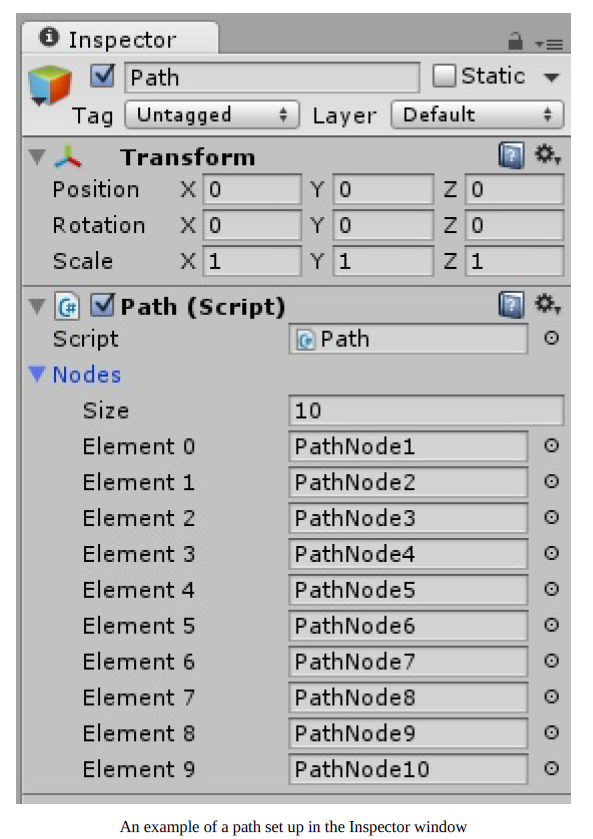 Inspector
Path Static
Tag Untagged Layer Default
Transform
Position X 0 Y 0 Z 0
Rotation X 0 Y 0 Z 0
Scale X 1 Y 1 Z 1
Path (Script)
Script Path
Nodes
Size 10
Element 0 PathNode1
Element 1 PathNode2
Element 2 PathNode3
Element 3 PathNode4
Element 4 PathNode5
Element 5 PathNode6
Element 6 PathNode7
Element 7 PathNode8
Element 8 PathNode9
Element 9 PathNode10
An example of a path set up in the Inspector window